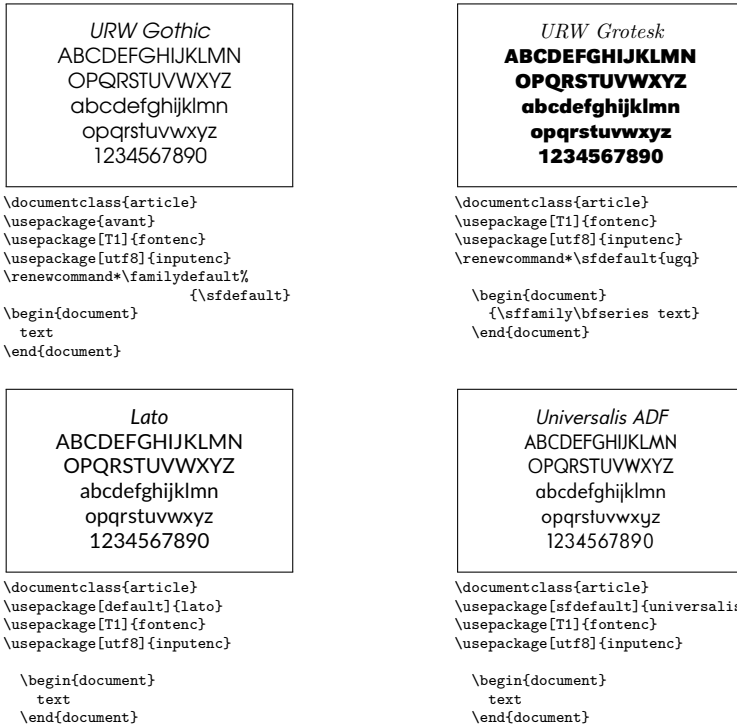 URW Gothic
ABCDEFGHIJKLMN
OPQRSTUVWXYZ
abcdefghijklmn
opqrstuvwxyz
1234567890
\documentclass{article}
\usepackage{avant}
\usepackage[T1]{fontenc}
\usepackage[utf8]{inputenc}
\renewcommand*\familydefault%
{\sfdefault}
\begin{document}
text
\end{document}
URW Grotesk
ABCDEFGHIJKLMN
OPQRSTUVWXYZ
abcdefghijklmn
opqrstuvwxyz
1234567890
\documentclass{article}
\usepackage[T1]{fontenc}
\usepackage[utf8]{inputenc}
\renewcommand*\sfdefault{ugq}
\begin{document}
{\sffamily\bfseries text}
\end{document}
Lato
ABCDEFGHIJKLMN
OPQRSTUVWXYZ
abcdefghijklmn
opqrstuvwxyz
1234567890
\documentclass{article}
\usepackage[default]{lato}
\usepackage[T1]{fontenc}
\usepackage[utf8]{inputenc}
\begin{document}
text
\end{document}
Universalis ADF
ABCDEFGHIJKLMN
OPQRSTUVWXYZ
abcdefghijklmn
opqrstuvwxyz
1234567890
\documentclass{article}
\usepackage[sfdefault]{universalis
\usepackage[T1]{fontenc}
\usepackage[utf8]{inputenc}
\begin{document}
text
\end{document}